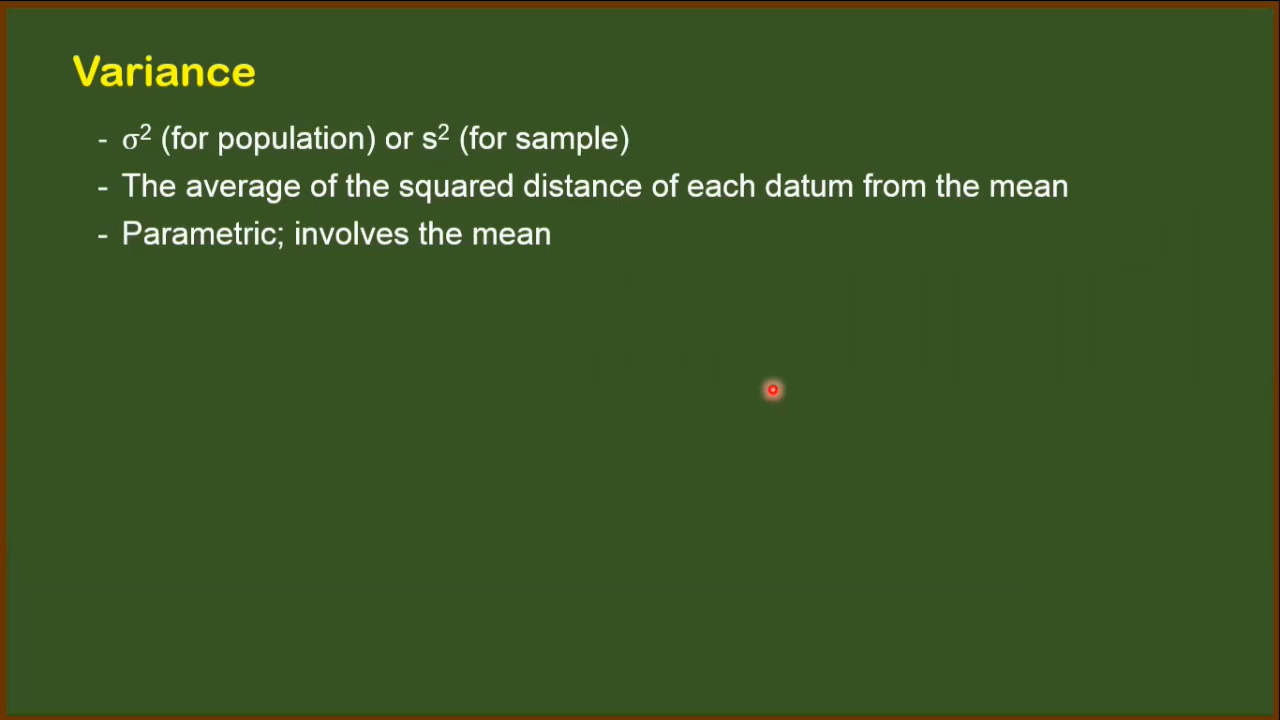 Variance
- σ² (for population) or s² (for sample)
- The average of the squared distance of each datum from the mean
- Parametric; involves the mean